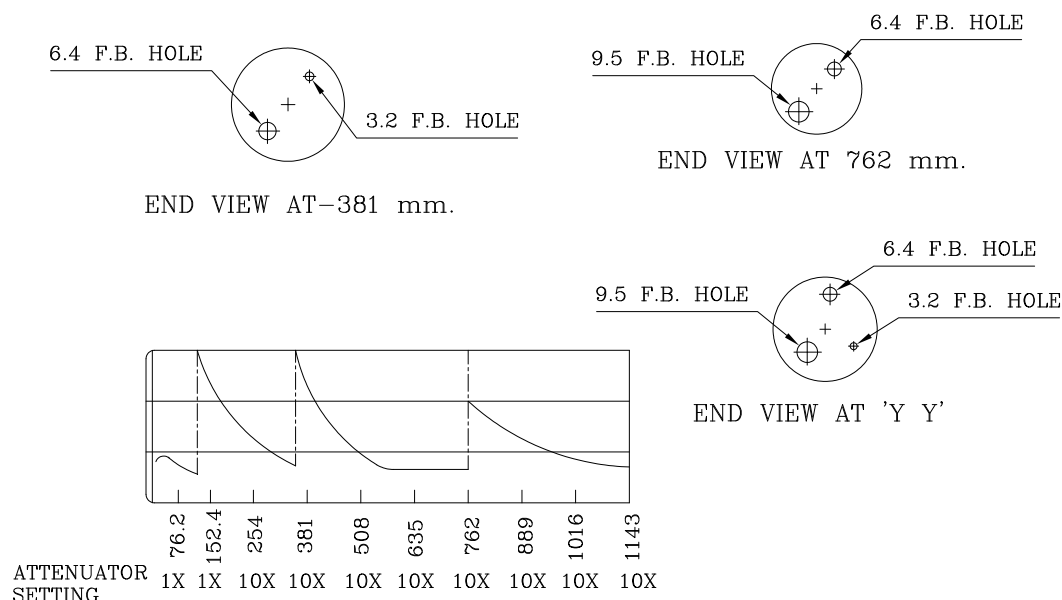 6.4 F.B. HOLE
3.2 F.B. HOLE
END VIEW AT-381 mm.
6.4 F.B. HOLE
9.5 F.B. HOLE
END VIEW AT 762 mm.
6.4 F.B. HOLE
9.5 F.B. HOLE
3.2 F.B. HOLE
END VIEW AT 'Y Y'
76.2 152.4 254 381 508 635 762 889 1016 1143
ATTENUATOR 1X 1X 10X 10X 10X 10X 10X 10X 10X 10X
SETTING